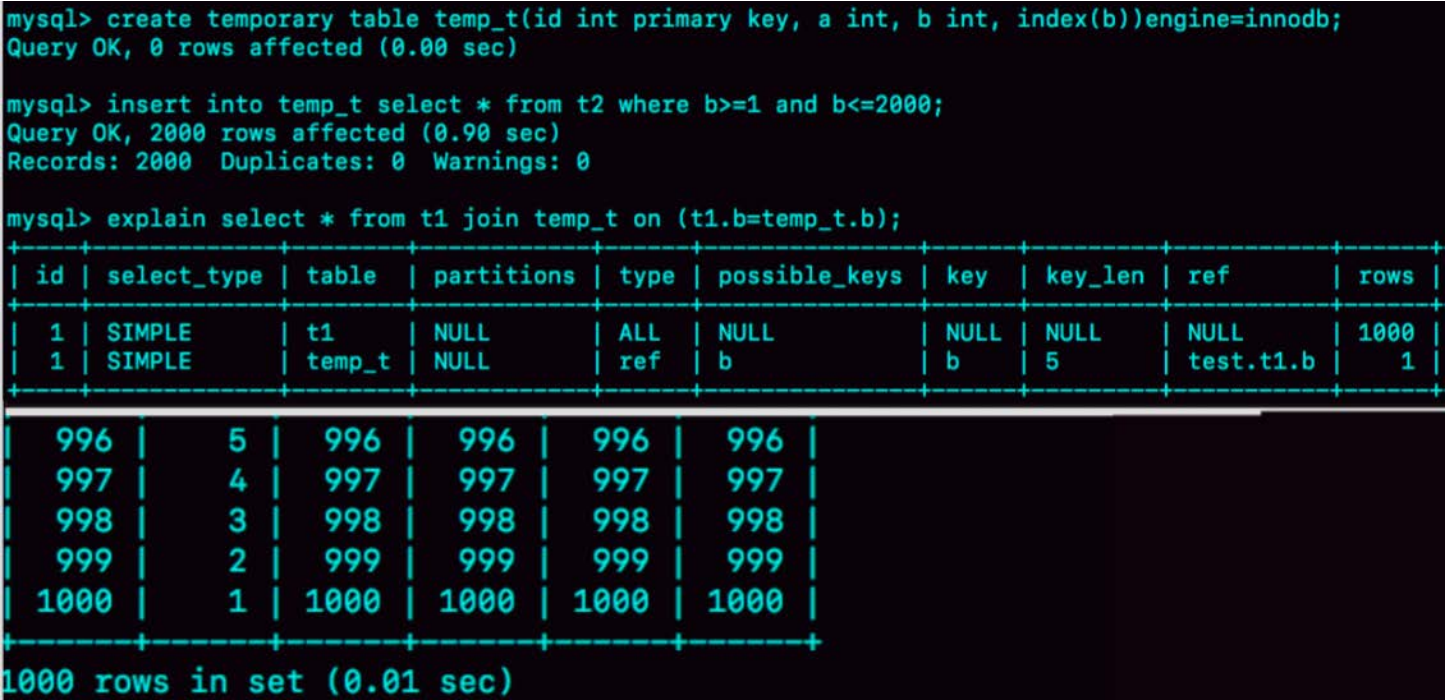 mysql> create temporary table temp_t(id int primary key, a int, b int, index(b))engine=innodb;
Query OK, 0 rows affected (0.00 sec)
mysql> insert into temp_t select * from t2 where b>=1 and b<=2000;
Query OK, 2000 rows affected (0.90 sec)
Records: 2000  Duplicates: 0  Warnings: 0
mysql> explain select * from t1 join temp_t on (t1.b=temp_t.b);
| id | select_type | table | partitions | type | possible_keys | key | key_len | ref | rows |
| 1 | SIMPLE | t1 | NULL | ALL | NULL | NULL | NULL | NULL | 1000 |
| 1 | SIMPLE | temp_t | NULL | ref | b | b | 5 | test.t1.b | 1 |
| 996 | 5 | 996 | 996 | 996 | 996 |
| 997 | 4 | 997 | 997 | 997 | 997 |
| 998 | 3 | 998 | 998 | 998 | 998 |
| 999 | 2 | 999 | 999 | 999 | 999 |
| 1000 | 1 | 1000 | 1000 | 1000 | 1000 |
1000 rows in set (0.01 sec)